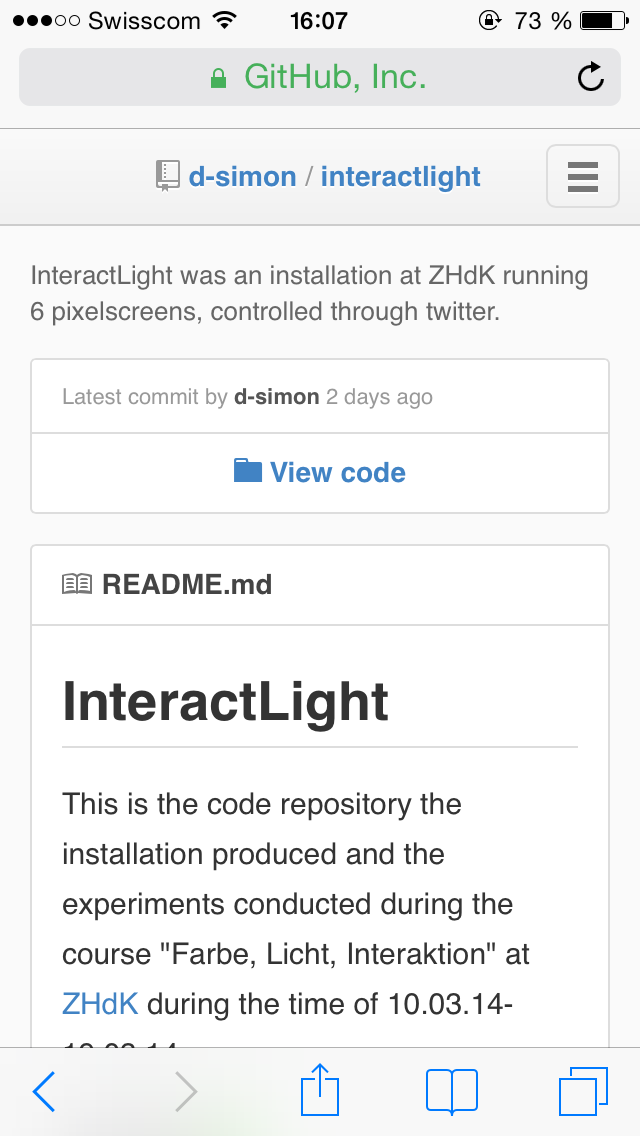 Swisscom 16:07 73 %
GitHub, Inc.
d-simon / interactlight
InteractLight was an installation at ZHdK running
6 pixelscreens, controlled through twitter.
Latest commit by d-simon 2 days ago
View code
README.md
InteractLight
This is the code repository the
installation produced and the
experiments conducted during the
course "Farbe, Licht, Interaktion" at
ZHdK during the time of 10.03.14-